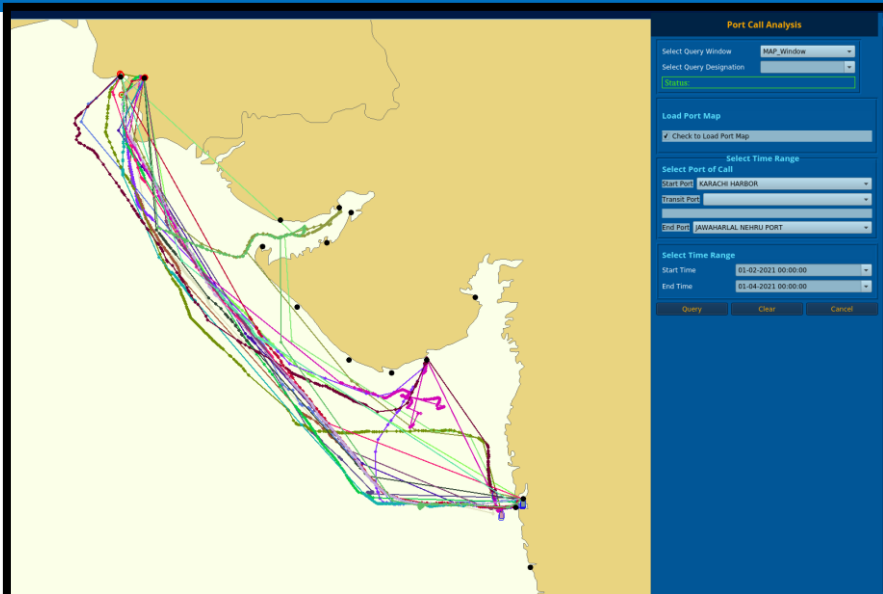 Port Call Analysis
Select Query Window MAP_Window
Select Query Designation
Status:
Load Port Map
Check to Load Port Map
Select Time Range
Select Port of Call
Start Port KARACHI HARBOR
Transit Port
End Port JAWAHARLAL NEHRU PORT
Select Time Range
Start Time 01-02-2021 00:00:00
End Time 01-04-2021 00:00:00
Query Clear Cancel